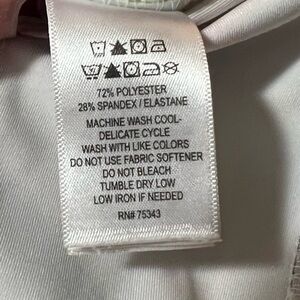 72% POLYESTER
28% SPANDEX / ELASTANE
MACHINE WASH COOL-
DELICATE CYCLE
WASH WITH LIKE COLORS
DO NOT USE FABRIC SOFTENER
DO NOT BLEACH
TUMBLE DRY LOW
LOW IRON IF NEEDED
RN# 75343